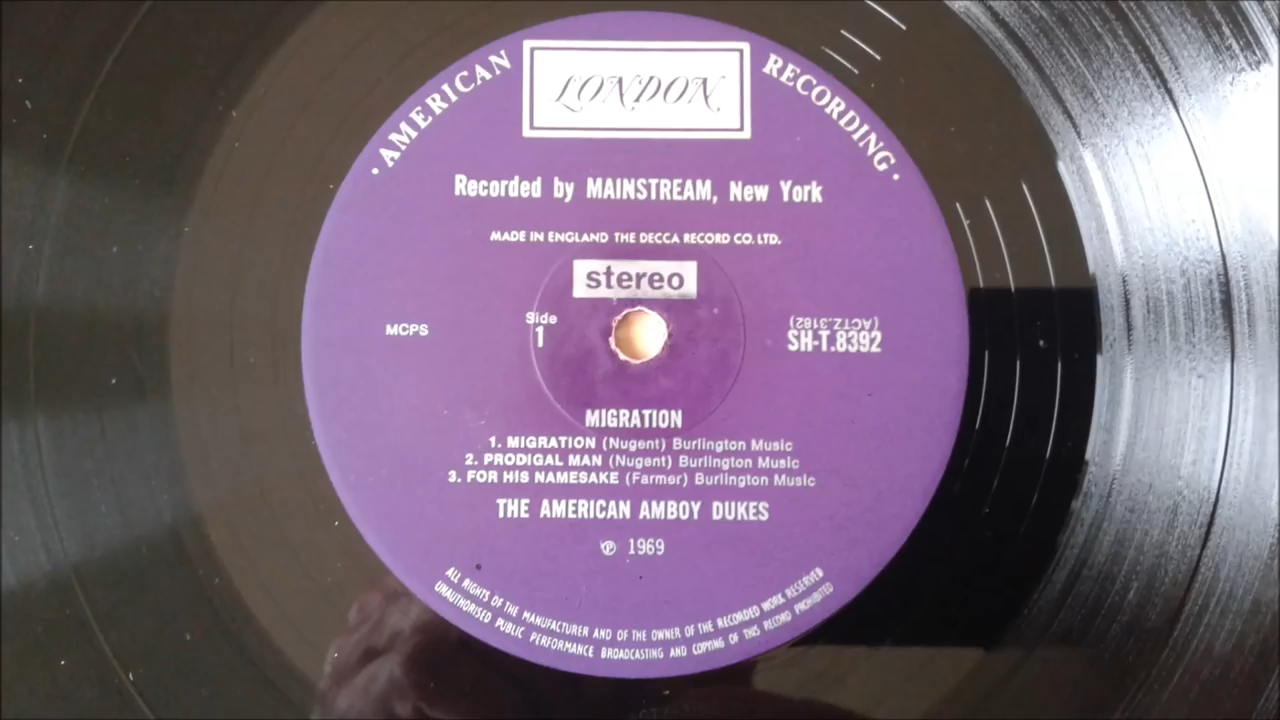 · AMERICAN RECORDING ·
LONDON
Recorded by MAINSTREAM, New York
MADE IN ENGLAND THE DECCA RECORD CO. LTD.
stereo
MCPS
Side
1
(ACTZ.3182)
SH-T.8392
MIGRATION
1. MIGRATION (Nugent) Burlington Music
2. PRODIGAL MAN (Nugent) Burlington Music
3. FOR HIS NAMESAKE (Farmer) Burlington Music
THE AMERICAN AMBOY DUKES
℗ 1969
ALL RIGHTS OF THE MANUFACTURER AND OF THE OWNER OF THE RECORDED WORK RESERVED
UNAUTHORISED PUBLIC PERFORMANCE BROADCASTING AND COPYING OF THIS RECORD PROHIBITED